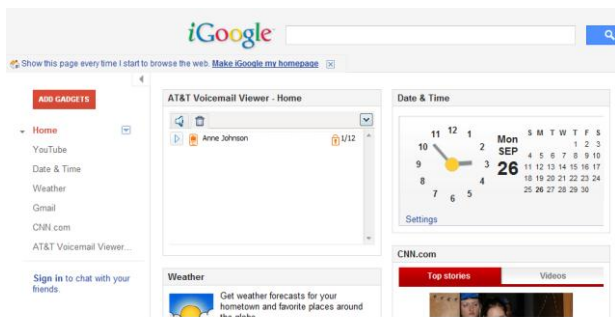 iGoogle
Show this page every time I start to browse the web. Make iGoogle my homepage
ADD GADGETS
Home
YouTube
Date & Time
Weather
Gmail
CNN.com
AT&T Voicemail Viewer...
Sign in to chat with your
friends.
AT&T Voicemail Viewer - Home
Anne Johnson 1/12
Weather
Get weather forecasts for your
hometown and favorite places around
the globe
Date & Time
12
11 1
10 2
9 3
8 4
7 5
6
Mon
SEP
26
S M T W T F S
1 2 3
4 5 6 7 8 9 10
11 12 13 14 15 16 17
18 19 20 21 22 23 24
25 26 27 28 29 30
Settings
CNN.com
Top stories Videos